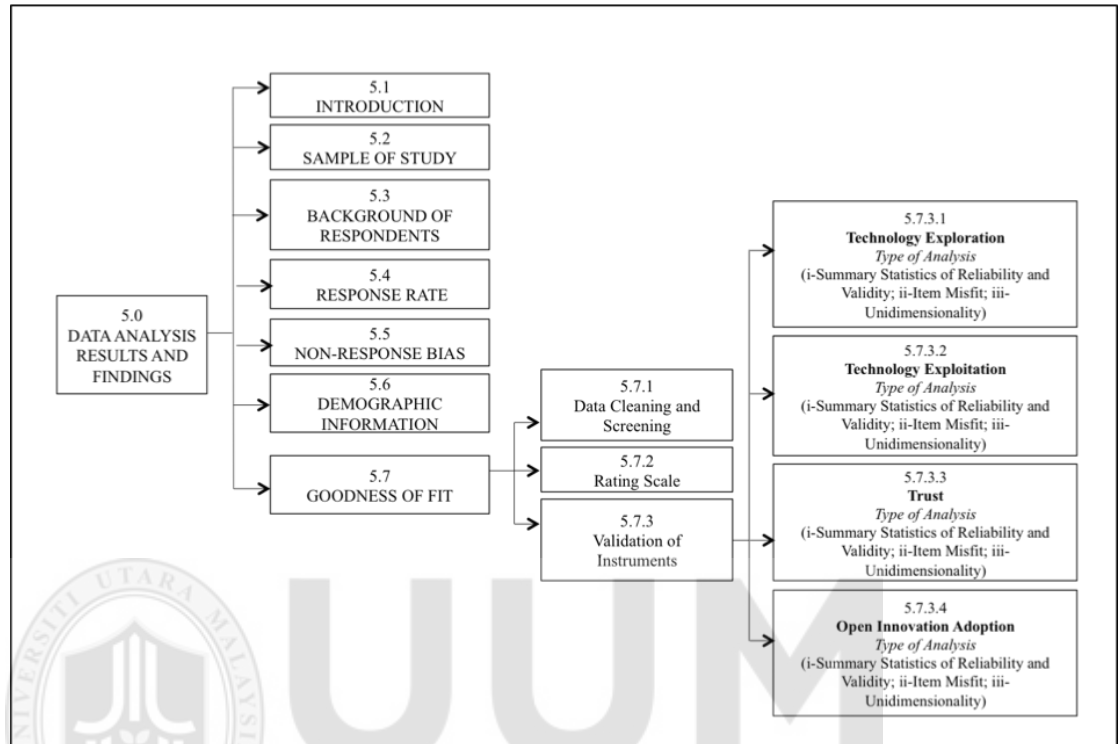 5.1
INTRODUCTION
5.2
SAMPLE OF STUDY
5.3
BACKGROUND OF
RESPONDENTS
5.4
RESPONSE RATE
5.0
DATA ANALYSIS
RESULTS AND
FINDINGS
5.5
NON-RESPONSE BIAS
5.6
DEMOGRAPHIC
INFORMATION
5.7
GOODNESS OF FIT
5.7.1
Data Cleaning and
Screening
5.7.2
Rating Scale
5.7.3
Validation of
Instruments
5.7.3.1
Technology Exploration
Type of Analysis
(i-Summary Statistics of Reliability and
Validity; ii-Item Misfit; iii-
Unidimensionality)
5.7.3.2
Technology Exploitation
Type of Analysis
(i-Summary Statistics of Reliability and
Validity; ii-Item Misfit; iii-
Unidimensionality)
5.7.3.3
Trust
Type of Analysis
(i-Summary Statistics of Reliability and
Validity; ii-Item Misfit; iii-
Unidimensionality)
5.7.3.4
Open Innovation Adoption
Type of Analysis
(i-Summary Statistics of Reliability and
Validity; ii-Item Misfit; iii-
Unidimensionality)
UTARA
UUM